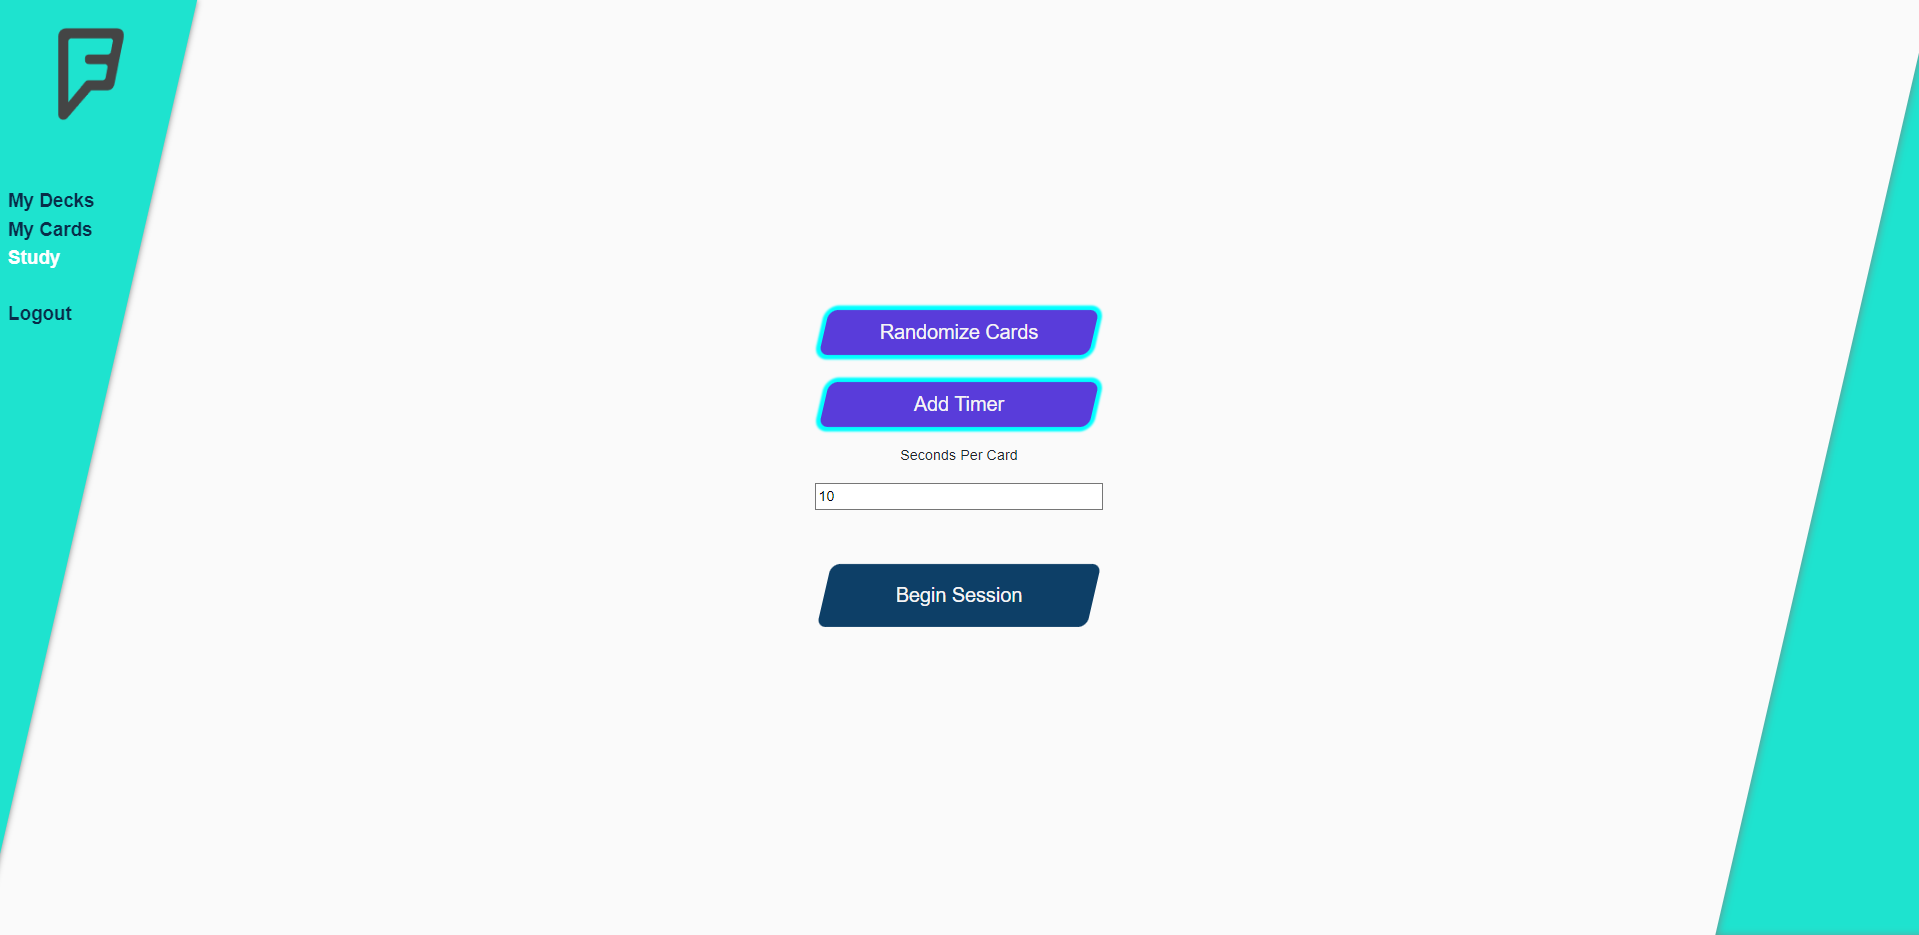 My Decks
My Cards
Study
Logout
Randomize Cards
Add Timer
Seconds Per Card
10
Begin Session